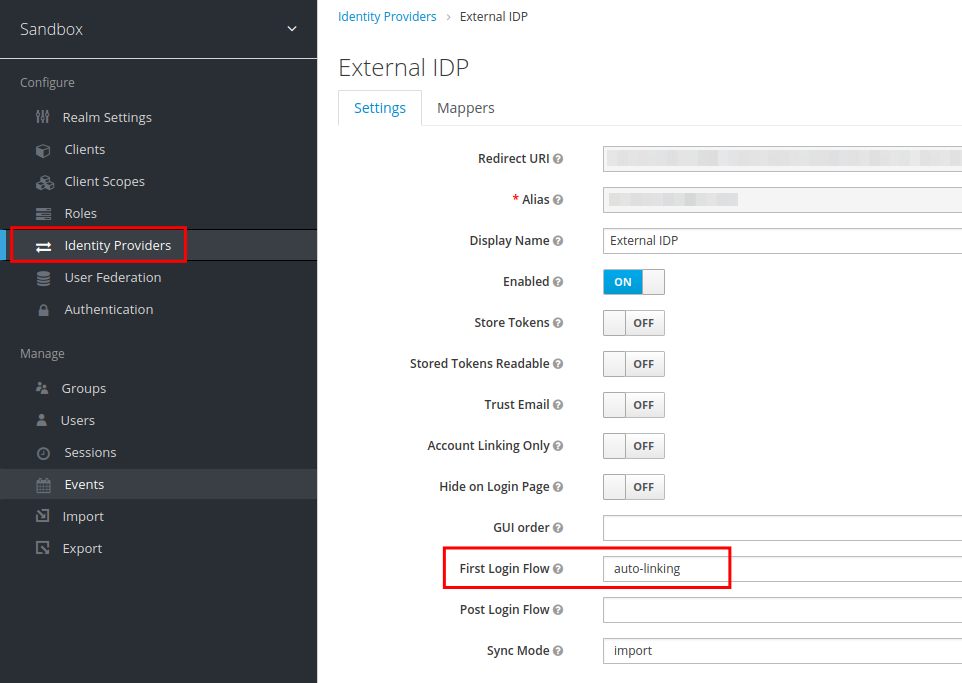 Sandbox
Configure
Realm Settings
Clients
Client Scopes
Roles
Identity Providers
User Federation
Authentication
Manage
Groups
Users
Sessions
Events
Import
Export
Identity Providers > External IDP
External IDP
Settings Mappers
Redirect URI
* Alias
Display Name External IDP
Enabled ON
Store Tokens OFF
Stored Tokens Readable OFF
Trust Email OFF
Account Linking Only OFF
Hide on Login Page OFF
GUI order
First Login Flow auto-linking
Post Login Flow
Sync Mode import